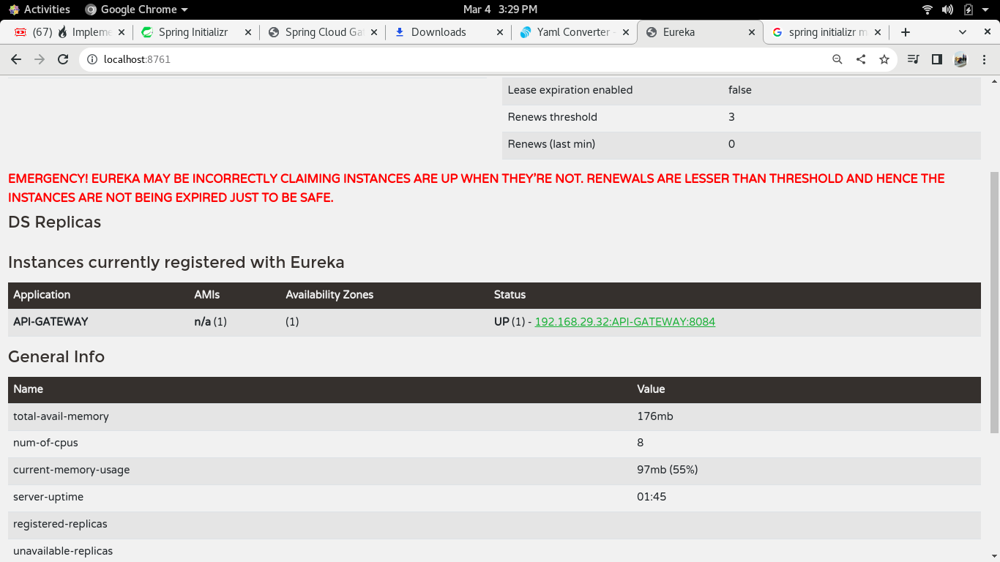 Activities Google Chrome Mar 4 3:29 PM
(67) Impleme Spring Initializr Spring Cloud Gat Downloads Yaml Converter - Eureka spring initializr m
localhost:8761
Lease expiration enabled false
Renews threshold 3
Renews (last min) 0
EMERGENCY! EUREKA MAY BE INCORRECTLY CLAIMING INSTANCES ARE UP WHEN THEY'RE NOT. RENEWALS ARE LESSER THAN THRESHOLD AND HENCE THE
INSTANCES ARE NOT BEING EXPIRED JUST TO BE SAFE.
DS Replicas
Instances currently registered with Eureka
Application AMIs Availability Zones Status
API-GATEWAY n/a (1) (1) UP (1) - 192.168.29.32:API-GATEWAY:8084
General Info
Name Value
total-avail-memory 176mb
num-of-cpus 8
current-memory-usage 97mb (55%)
server-uptime 01:45
registered-replicas
unavailable-replicas